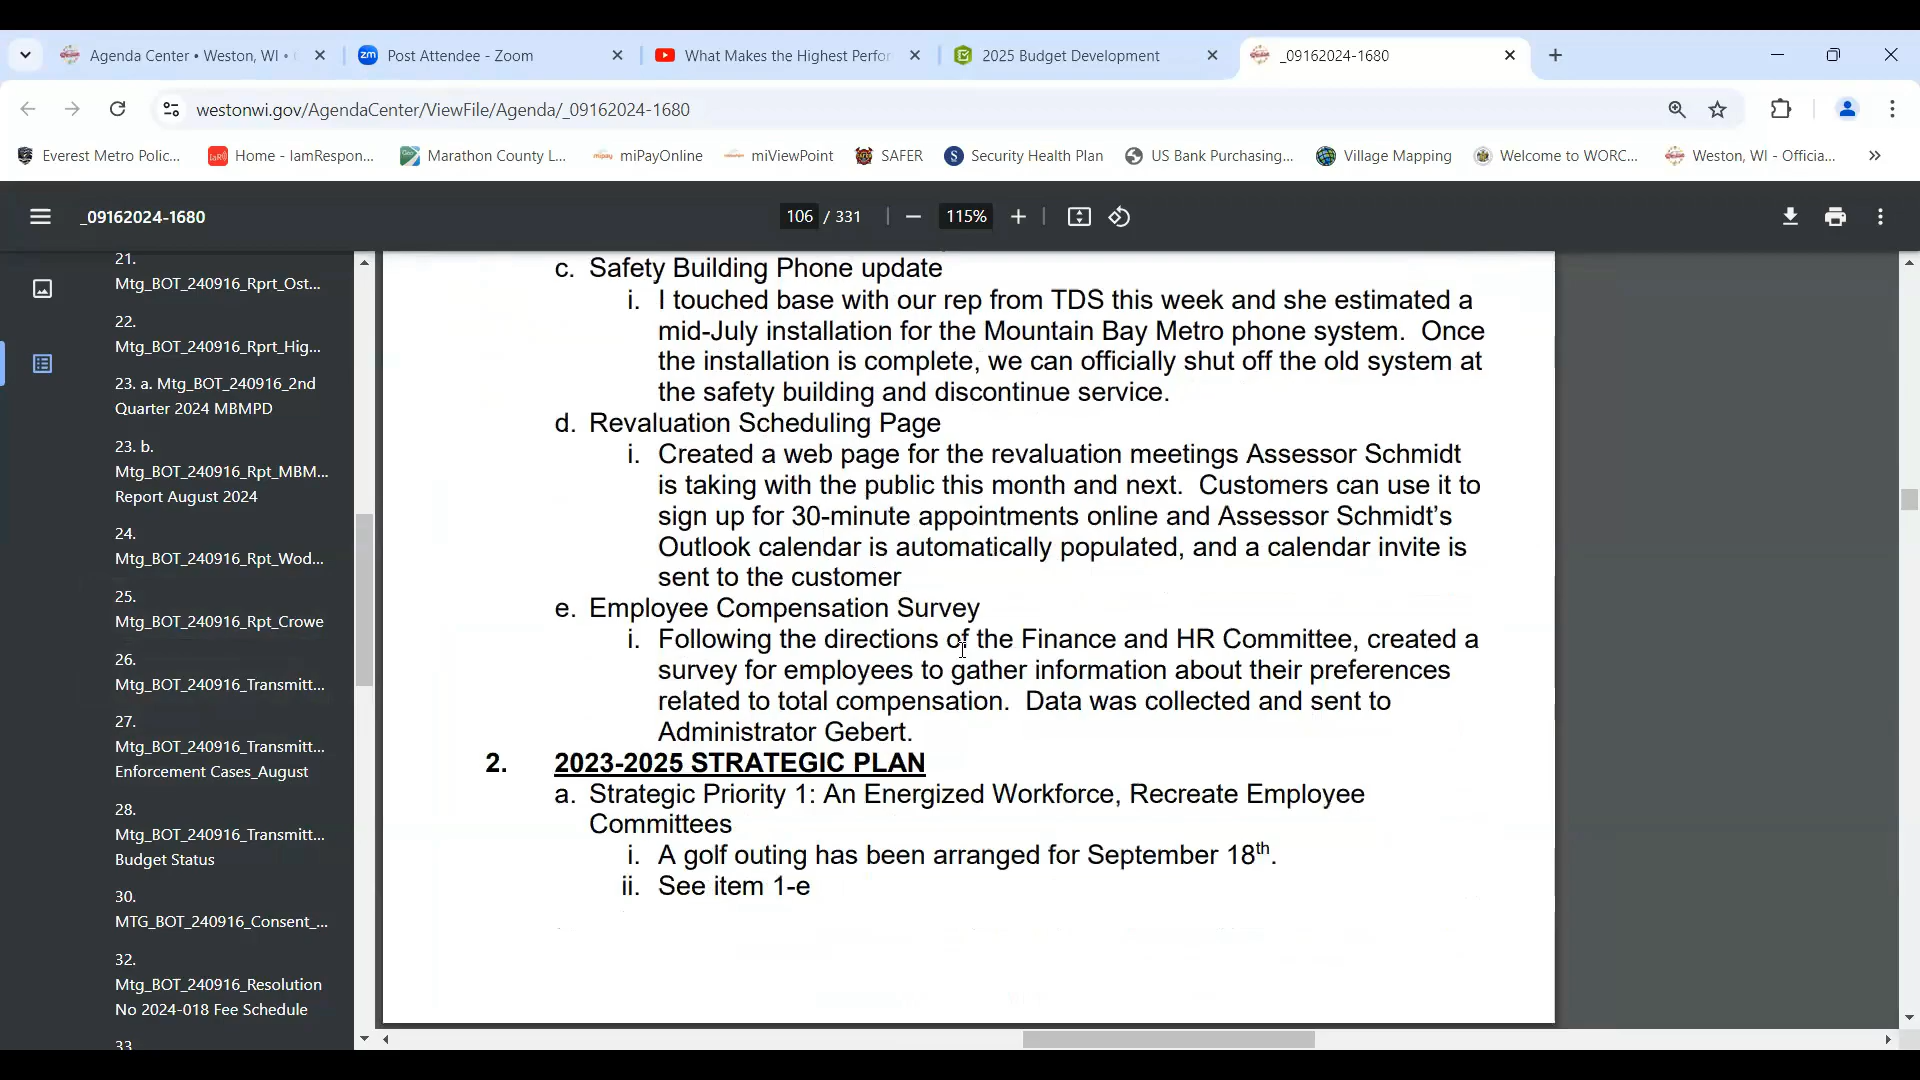 Agenda Center • Weston, WI •
Post Attendee - Zoom
What Makes the Highest Perfor
2025 Budget Development
_09162024-1680
westonwi.gov/AgendaCenter/ViewFile/Agenda/_09162024-1680
Everest Metro Polic...
Home - IamRespon...
Marathon County L...
miPayOnline
miViewPoint
SAFER
Security Health Plan
US Bank Purchasing...
Village Mapping
Welcome to WORC...
Weston, WI - Officia...
_09162024-1680
106 / 331
115%
21.
Mtg_BOT_240916_Rprt_Ost...
22.
Mtg_BOT_240916_Rprt_Hig...
23. a. Mtg_BOT_240916_2nd
Quarter 2024 MBMPD
23. b.
Mtg_BOT_240916_Rpt_MBM...
Report August 2024
24.
Mtg_BOT_240916_Rpt_Wod...
25.
Mtg_BOT_240916_Rpt_Crowe
26.
Mtg_BOT_240916_Transmitt...
27.
Mtg_BOT_240916_Transmitt...
Enforcement Cases_August
28.
Mtg_BOT_240916_Transmitt...
Budget Status
30.
MTG_BOT_240916_Consent_...
32.
Mtg_BOT_240916_Resolution
No 2024-018 Fee Schedule
33
c. Safety Building Phone update
i. I touched base with our rep from TDS this week and she estimated a
mid-July installation for the Mountain Bay Metro phone system. Once
the installation is complete, we can officially shut off the old system at
the safety building and discontinue service.
d. Revaluation Scheduling Page
i. Created a web page for the revaluation meetings Assessor Schmidt
is taking with the public this month and next. Customers can use it to
sign up for 30-minute appointments online and Assessor Schmidt's
Outlook calendar is automatically populated, and a calendar invite is
sent to the customer
e. Employee Compensation Survey
i. Following the directions of the Finance and HR Committee, created a
survey for employees to gather information about their preferences
related to total compensation. Data was collected and sent to
Administrator Gebert.
2. 2023-2025 STRATEGIC PLAN
a. Strategic Priority 1: An Energized Workforce, Recreate Employee
Committees
i. A golf outing has been arranged for September 18th.
ii. See item 1-e